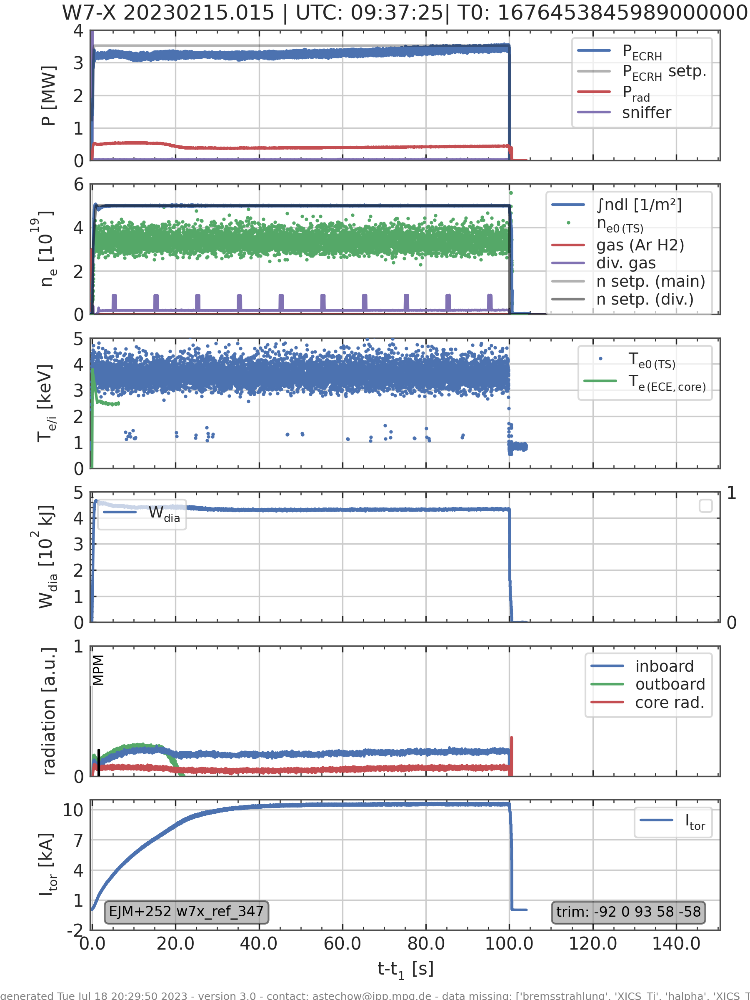 W7-X 20230215.015 | UTC: 09:37:25| T0: 1676453845989000000
4
3
2
1
0
P [MW]
P_ECRH
P_ECRH setp.
P_rad
sniffer
6
4
2
0
n_e [10^19]
∫ndl [1/m²]
n_e0 (TS)
gas (Ar H2)
div. gas
n setp. (main)
n setp. (div.)
5
4
3
2
1
0
T_e/i [keV]
T_e0 (TS)
T_e (ECE, core)
5
4
3
2
1
0
W_dia [10^2 kJ]
W_dia
1
0
1
0
radiation [a.u.]
MPM
inboard
outboard
core rad.
10
7
4
1
-2
I_tor [kA]
I_tor
EJM+252 w7x_ref_347
trim: -92 0 93 58 -58
0.0 20.0 40.0 60.0 80.0 100.0 120.0 140.0
t-t_1 [s]
generated Tue Jul 18 20:29:50 2023 - version 3.0 - contact: astechow@ipp.mpg.de - data missing: ['bremsstrahlung', 'XICS_Ti', 'halpha', 'XICS_T